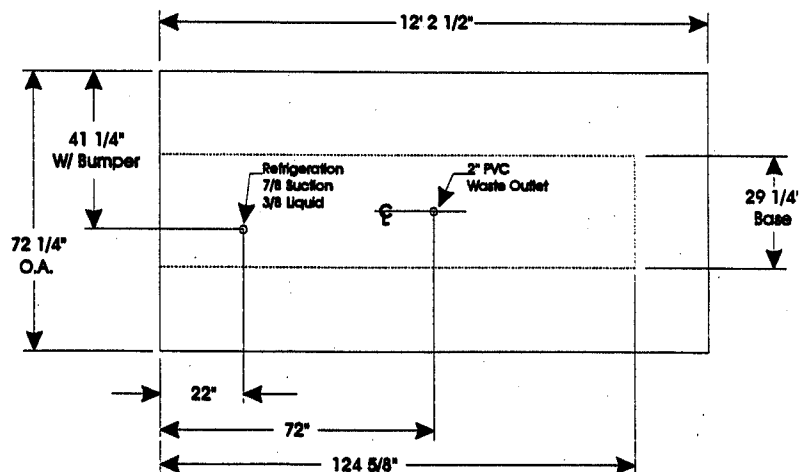 12' 2 1/2"
41 1/4"
W/ Bumper
Refrigeration
7/8 Suction
3/8 Liquid
2" PVC
Waste Outlet
CL
29 1/4"
Base
72 1/4"
O.A.
22"
72"
124 5/8"